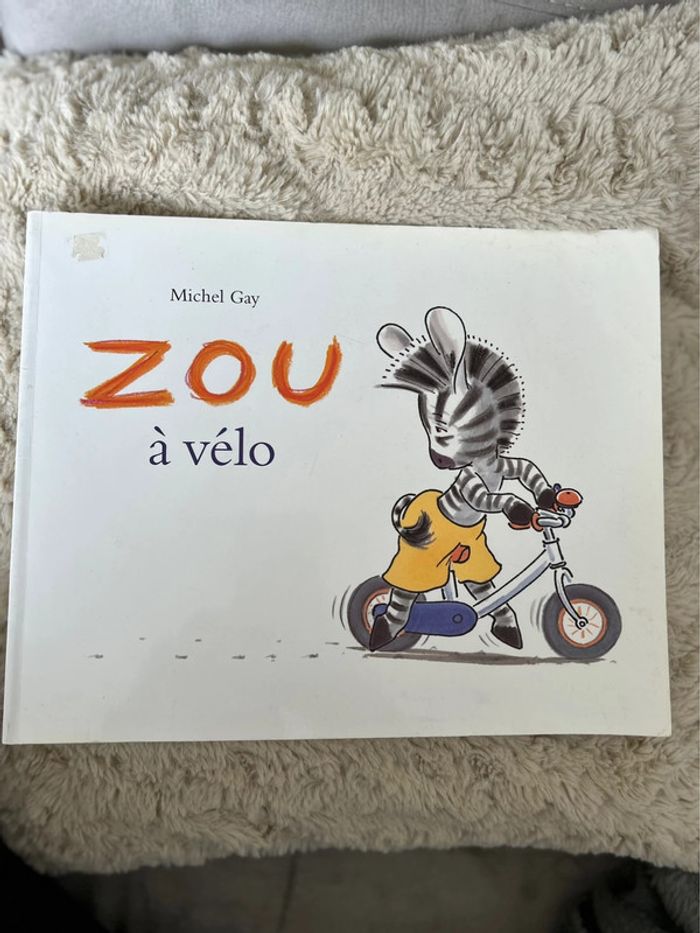 Michel Gay
ZOU
à vélo